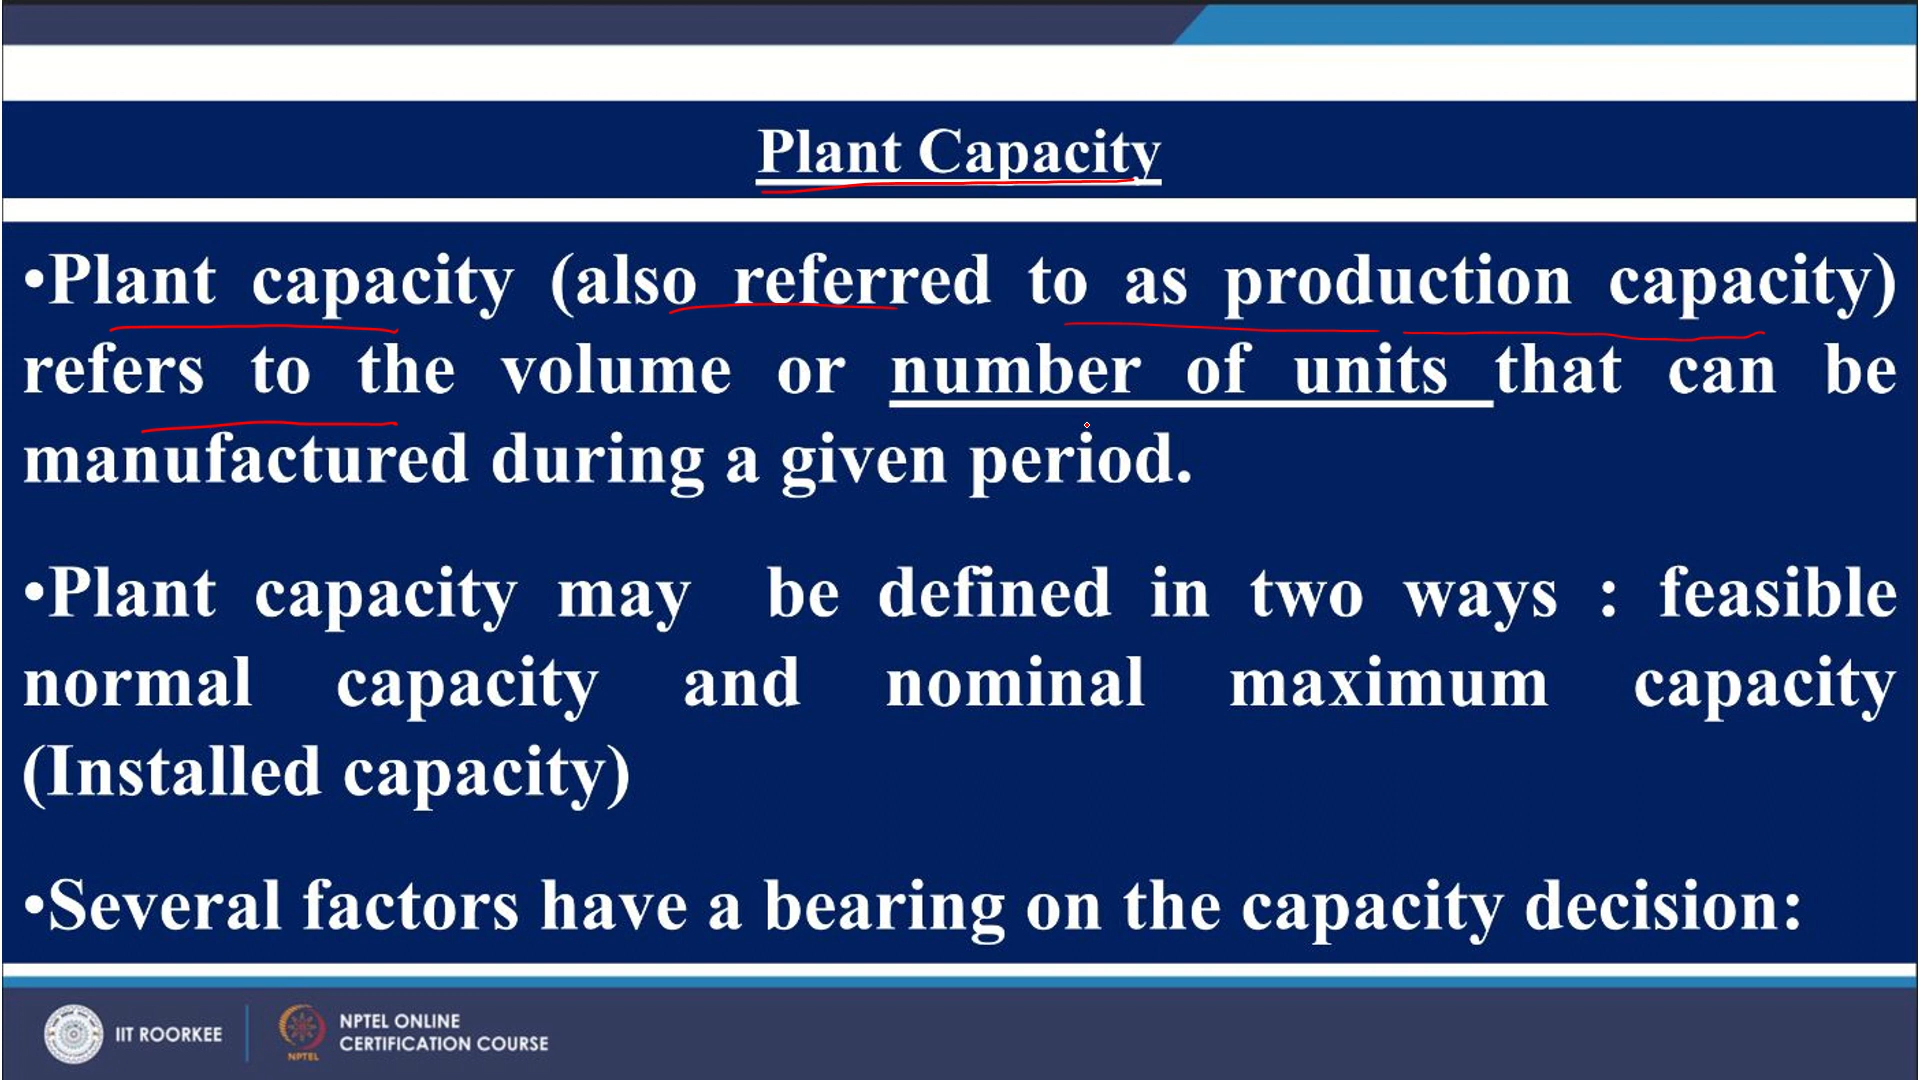 Plant Capacity
•Plant capacity (also referred to as production capacity)
refers to the volume or number of units that can be
manufactured during a given period.
•Plant capacity may be defined in two ways : feasible
normal capacity and nominal maximum capacity
(Installed capacity)
•Several factors have a bearing on the capacity decision:
IIT ROORKEE
NPTEL
NPTEL ONLINE
CERTIFICATION COURSE